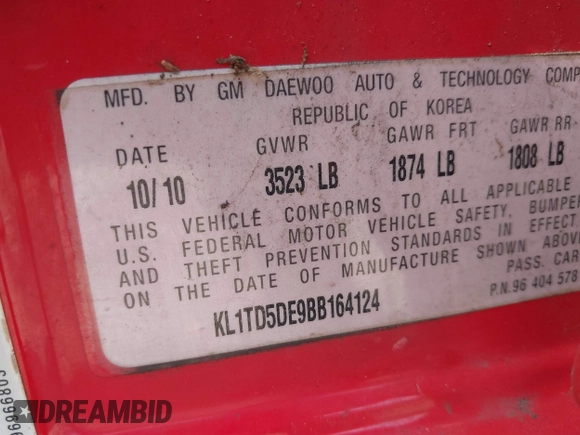 MFD. BY GM DAEWOO AUTO & TECHNOLOGY COMP
REPUBLIC OF KOREA
DATE GVWR GAWR FRT GAWR RR
10/10 3523 LB 1874 LB 1808 LB
THIS VEHICLE CONFORMS TO ALL APPLICABLE
U.S. FEDERAL MOTOR VEHICLE SAFETY, BUMPER
AND THEFT PREVENTION STANDARDS IN EFFECT
ON THE DATE OF MANUFACTURE SHOWN ABOVE
PASS. CAR
KL1TD5DE9BB164124
P.N.96 404 578
DREAMBID